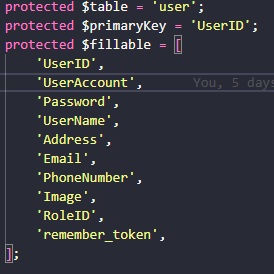 protected $table = 'user';
protected $primaryKey = 'UserID';
protected $fillable = [
'UserID',
'UserAccount', You, 5 days
'Password',
'UserName',
'Address',
'Email',
'PhoneNumber',
'Image',
'RoleID',
'remember_token',
];